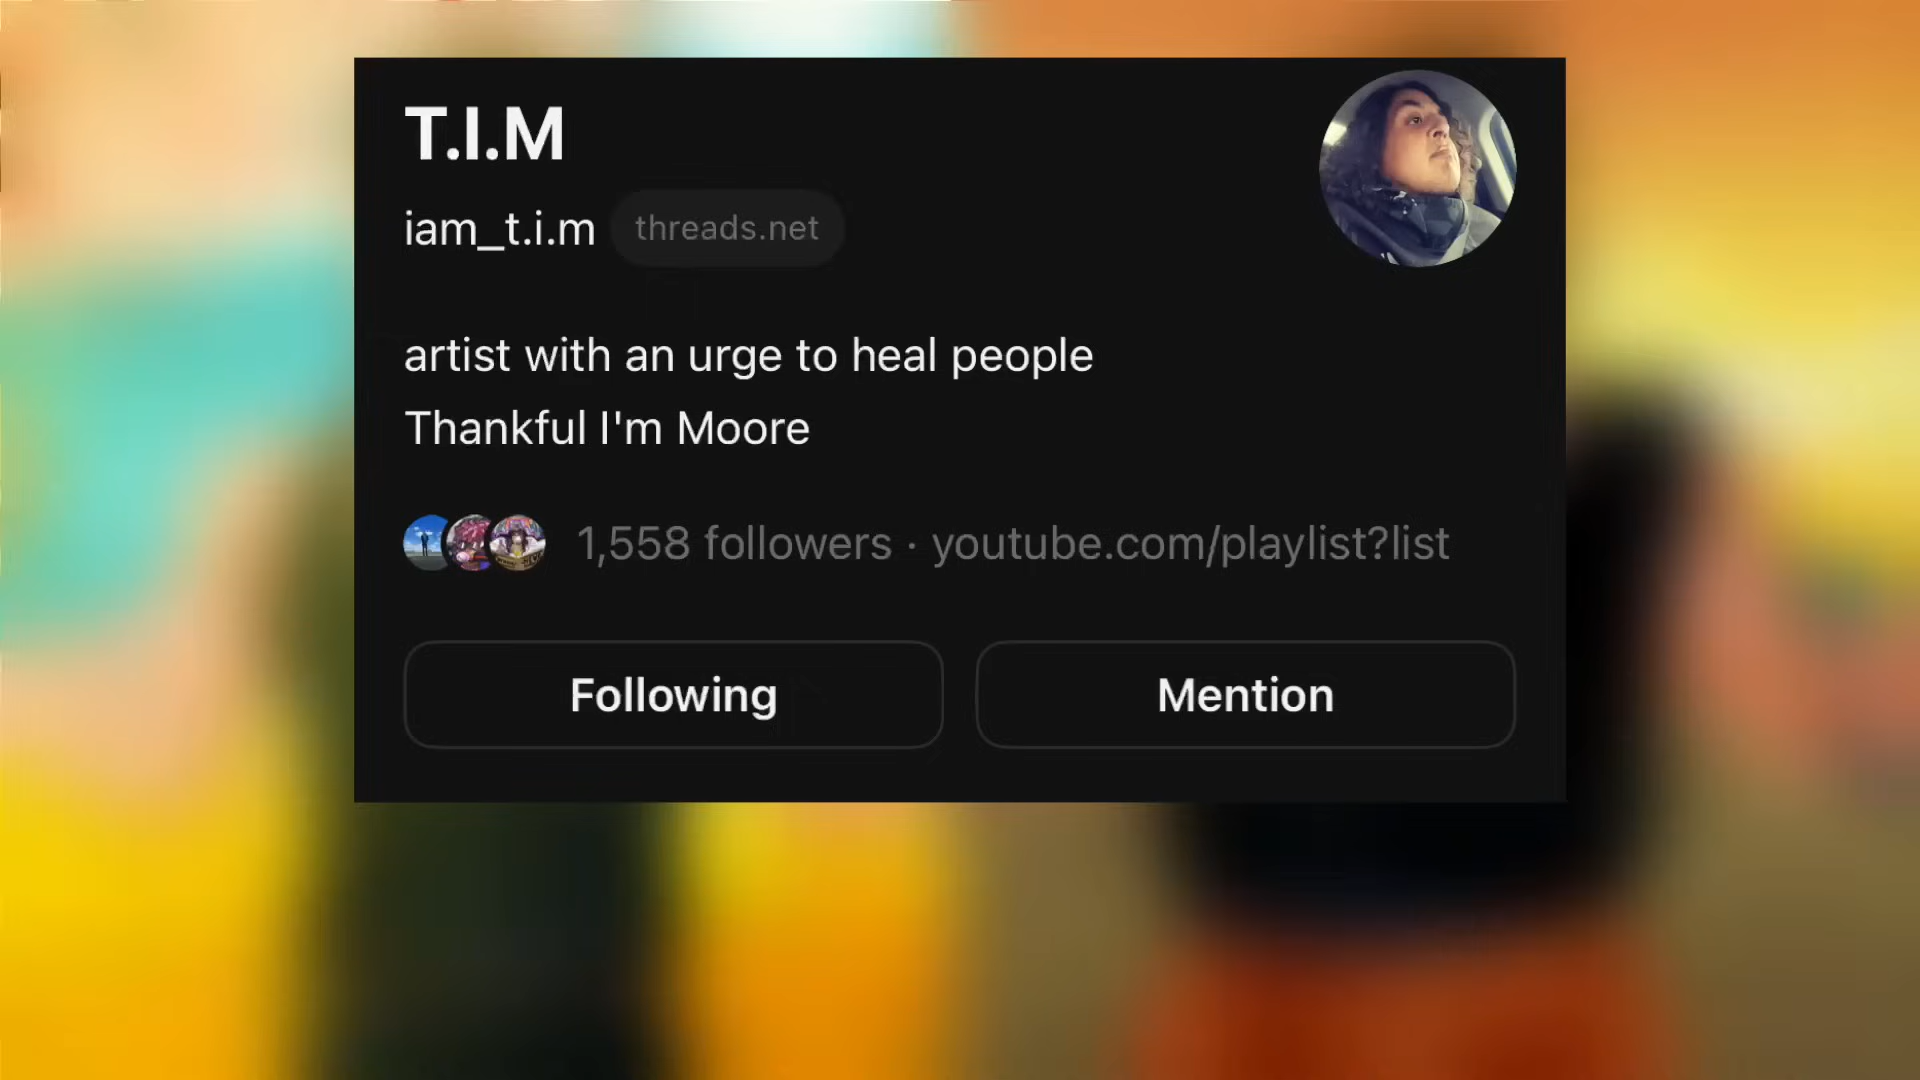 T.I.M
iam_t.i.m threads.net
artist with an urge to heal people
Thankful I'm Moore
1,558 followers · youtube.com/playlist?list
Following Mention